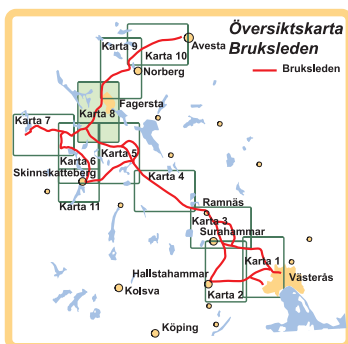 Översiktskarta
Bruksleden
Bruksleden
Karta 9
Karta 10
Avesta
Norberg
Fagersta
Karta 8
Karta 7
Karta 5
Karta 6
Skinnskatteberg
Karta 4
Karta 11
Ramnäs
Karta 3
Surahammar
Karta 1
Hallstahammar
Västerås
Kolsva
Karta 2
Köping